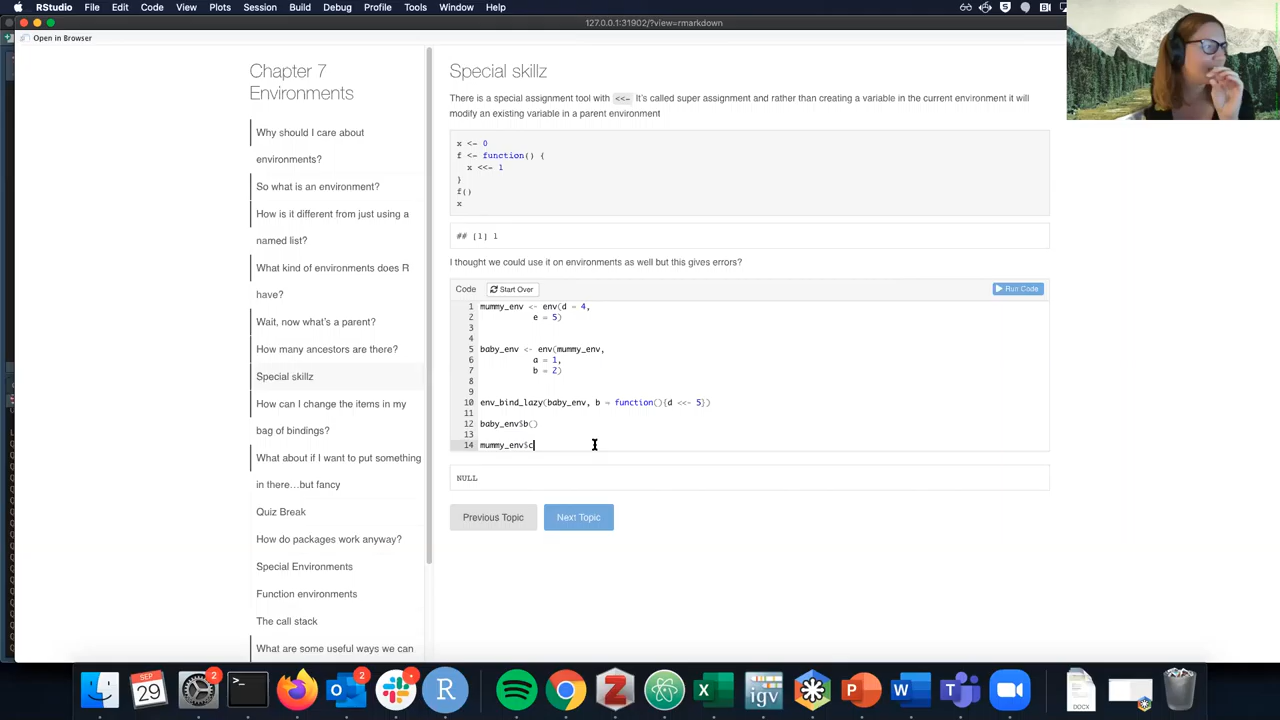 RStudio File Edit Code View Plots Session Build Debug Profile Tools Window Help
127.0.0.1:31902/?view=rmarkdown
Open in Browser
Chapter 7
Environments
Why should I care about
environments?
So what is an environment?
How is it different from just using a
named list?
What kind of environments does R
have?
Wait, now what's a parent?
How many ancestors are there?
Special skillz
How can I change the items in my
bag of bindings?
What about if I want to put something
in there...but fancy
Quiz Break
How do packages work anyway?
Special Environments
Function environments
The call stack
What are some useful ways we can
Special skillz
There is a special assignment tool with <<- It's called super assignment and rather than creating a variable in the current environment it will
modify an existing variable in a parent environment
x <- 0
f <- function() {
x <<- 1
}
f()
x
## [1] 1
I thought we could use it on environments as well but this gives errors?
Code Start Over Run Code
1 mummy_env <- env(d = 4,
2 e = 5)
3
4
5 baby_env <- env(mummy_env,
6 a = 1,
7 b = 2)
8
9
10 env_bind_lazy(baby_env, b = function(){d <<- 5})
11
12 baby_env$b()
13
14 mummy_env$c
NULL
Previous Topic Next Topic
SEP
29
2
>_
2
R
igv
X
P
W
T
DOCX